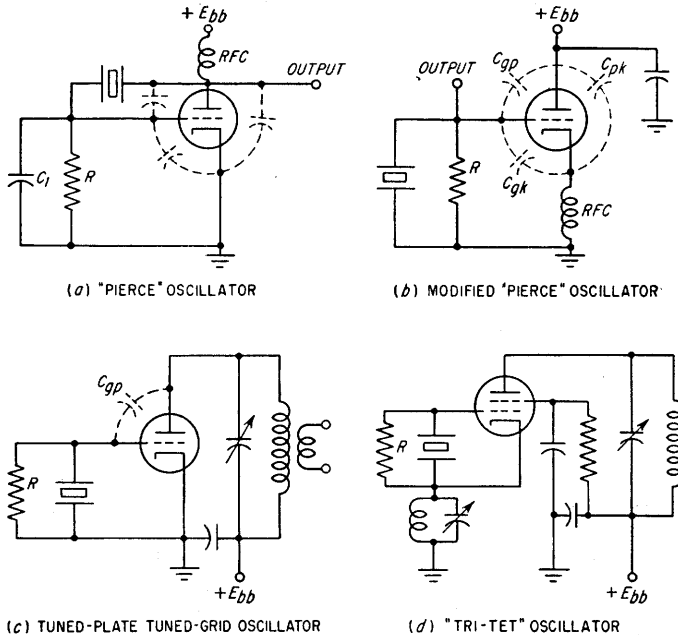 + Ebb
RFC
OUTPUT
C1
R
(a) "PIERCE" OSCILLATOR
+ Ebb
OUTPUT
Cgp
Cpk
R
Cgk
RFC
(b) MODIFIED "PIERCE" OSCILLATOR
Cgp
R
+ Ebb
(c) TUNED-PLATE TUNED-GRID OSCILLATOR
R
+ Ebb
(d) "TRI-TET" OSCILLATOR